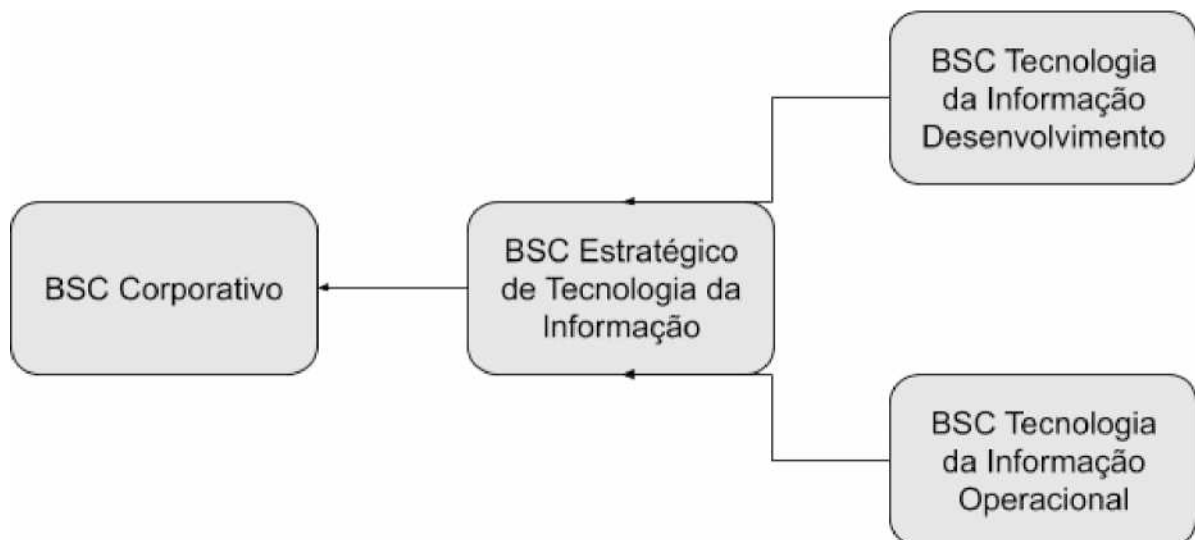 BSC Tecnologia
da Informação
Desenvolvimento
BSC Corporativo
BSC Estratégico
de Tecnologia da
Informação
BSC Tecnologia
da Informação
Operacional